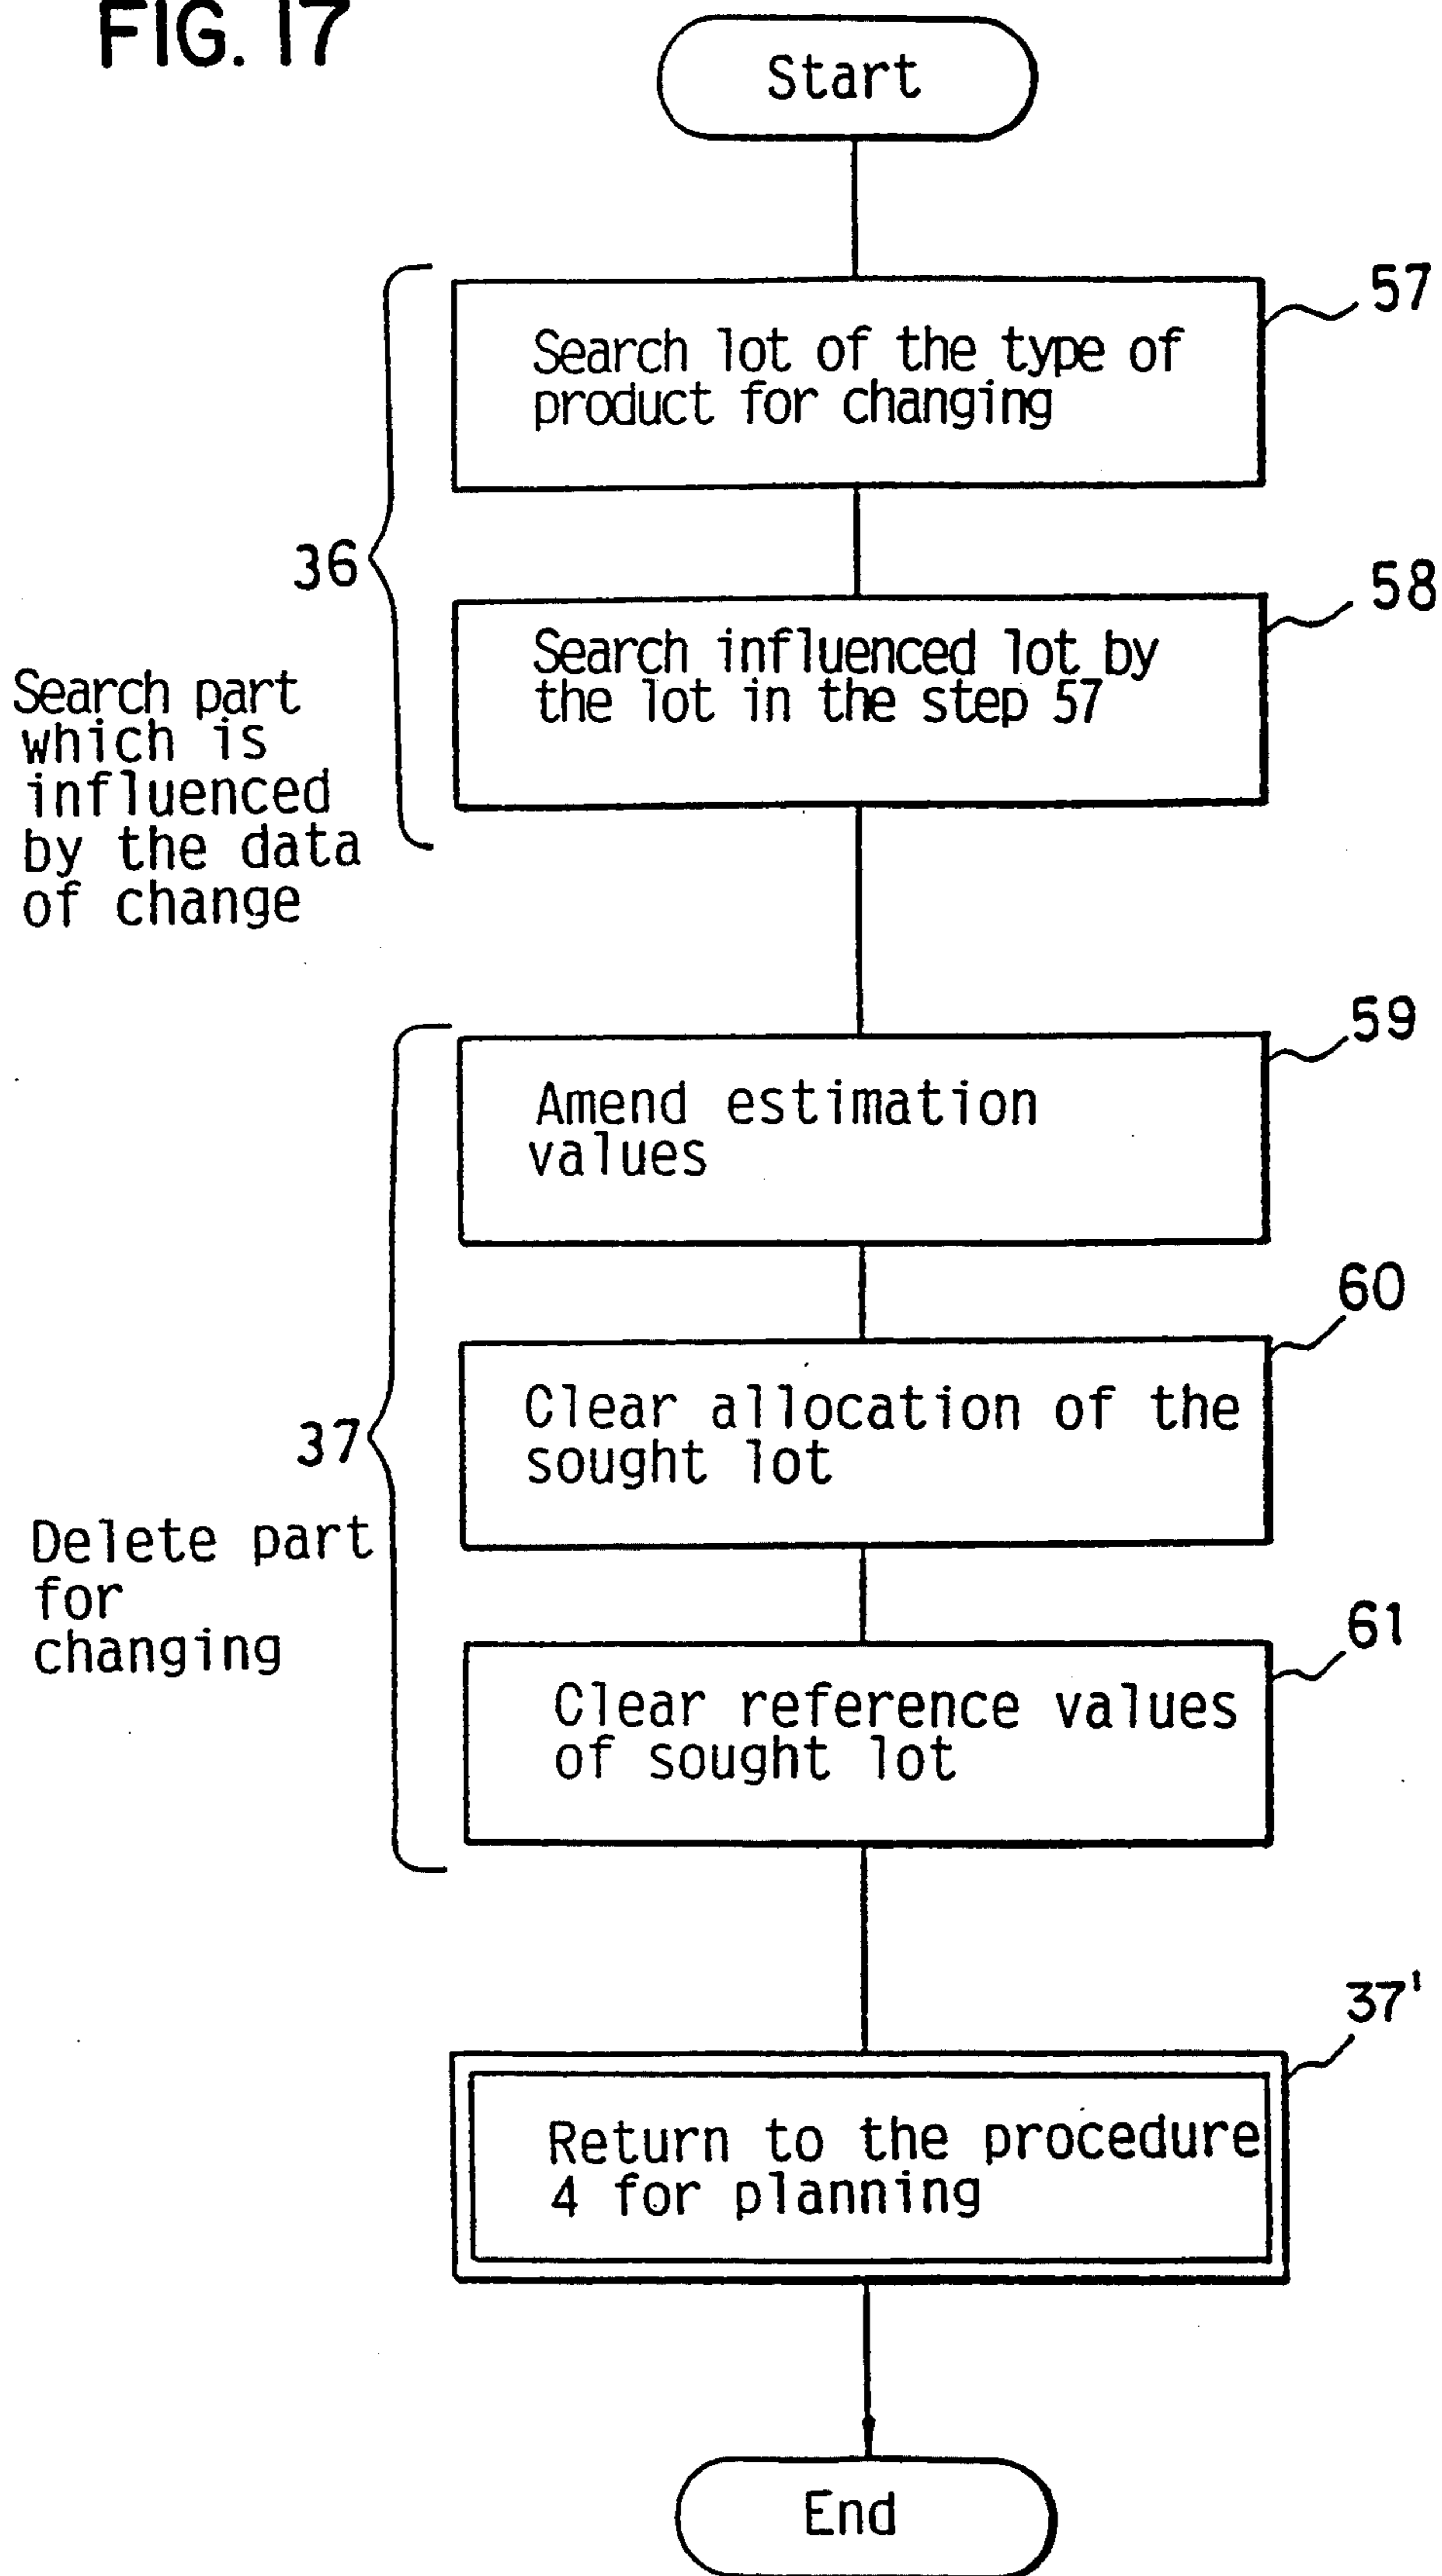 FIG. 17
Start
57
Search lot of the type of
product for changing
36
58
Search influenced lot by
the lot in the step 57
Search part
which is
influenced
by the data
of change
59
Amend estimation
values
60
Clear allocation of the
sought lot
37
Delete part
for
changing
61
Clear reference values
of sought lot
37'
Return to the procedure
4 for planning
End